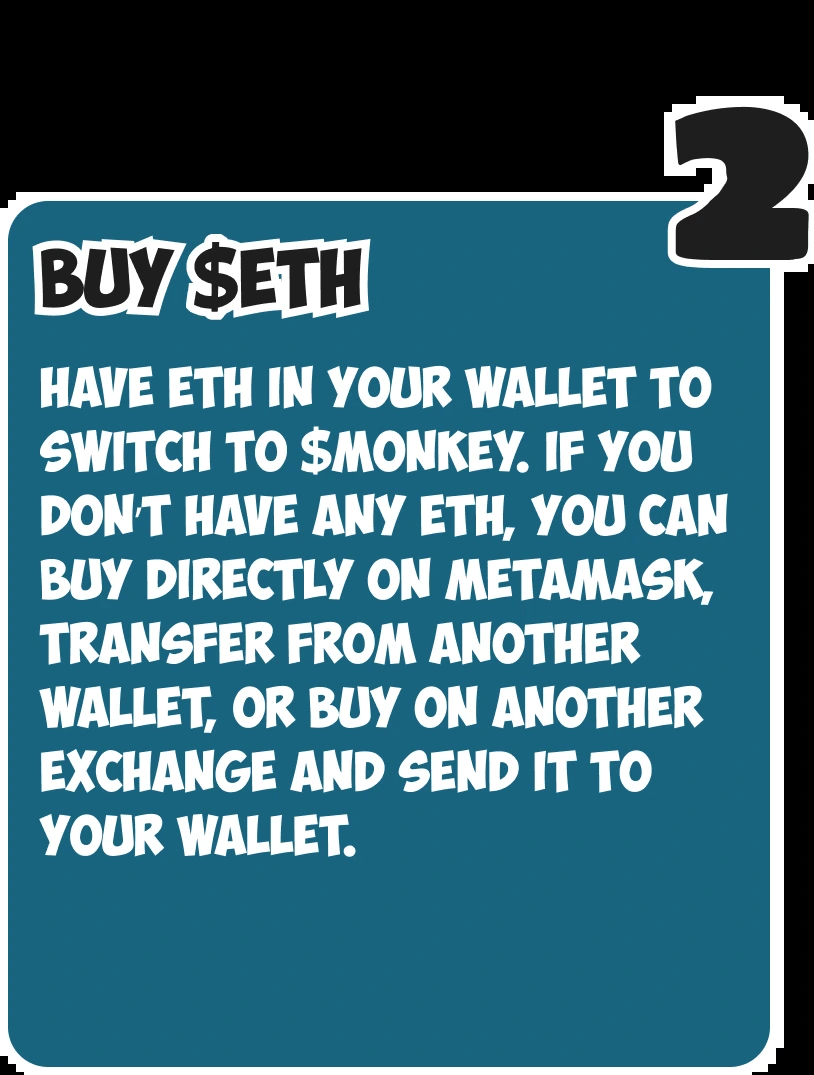 2
BUY $ETH
HAVE ETH IN YOUR WALLET TO
SWITCH TO $MONKEY. IF YOU
DON'T HAVE ANY ETH, YOU CAN
BUY DIRECTLY ON METAMASK,
TRANSFER FROM ANOTHER
WALLET, OR BUY ON ANOTHER
EXCHANGE AND SEND IT TO
YOUR WALLET.